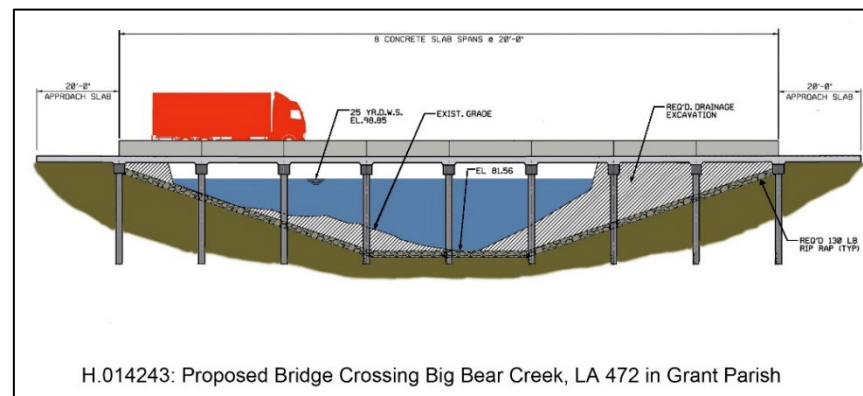 8 CONCRETE SLAB SPANS @ 20'-0"
20'-0"
APPROACH SLAB
20'-0"
APPROACH SLAB
25 YR.D.W.S.
EL.98.85
EXIST. GRADE
REQ'D. DRAINAGE
EXCAVATION
EL 81.56
REQ'D 130 LB
RIP RAP (TYP)
H.014243: Proposed Bridge Crossing Big Bear Creek, LA 472 in Grant Parish